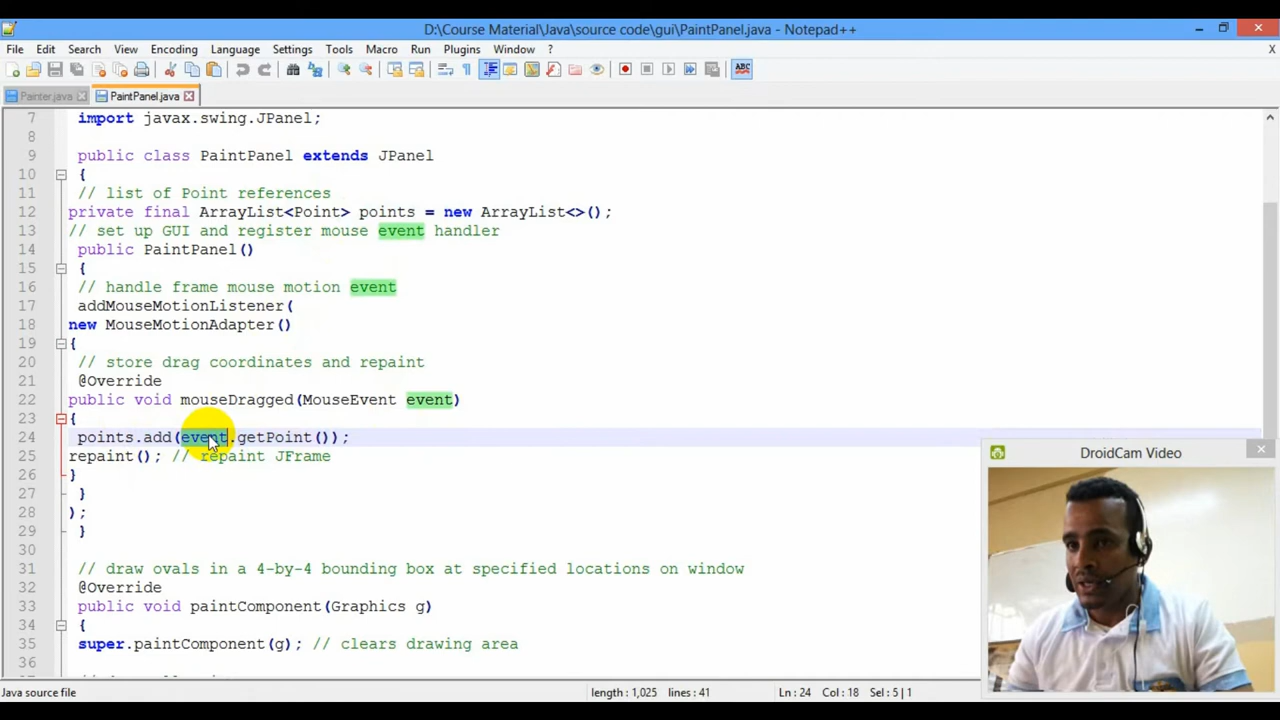 D:\Course Material\Java\source code\gui\PaintPanel.java - Notepad++
File Edit Search View Encoding Language Settings Tools Macro Run Plugins Window ? X
Painter.java PaintPanel.java
7 import javax.swing.JPanel;
8
9 public class PaintPanel extends JPanel
10 {
11 // list of Point references
12 private final ArrayList<Point> points = new ArrayList<>();
13 // set up GUI and register mouse event handler
14 public PaintPanel()
15 {
16 // handle frame mouse motion event
17 addMouseMotionListener(
18 new MouseMotionAdapter()
19 {
20 // store drag coordinates and repaint
21 @Override
22 public void mouseDragged(MouseEvent event)
23 {
24 points.add(event.getPoint());
25 repaint(); // repaint JFrame
26 }
27 }
28 );
29 }
30
31 // draw ovals in a 4-by-4 bounding box at specified locations on window
32 @Override
33 public void paintComponent(Graphics g)
34 {
35 super.paintComponent(g); // clears drawing area
36
DroidCam Video
Java source file length : 1,025 lines : 41 Ln : 24 Col : 18 Sel : 5 | 1